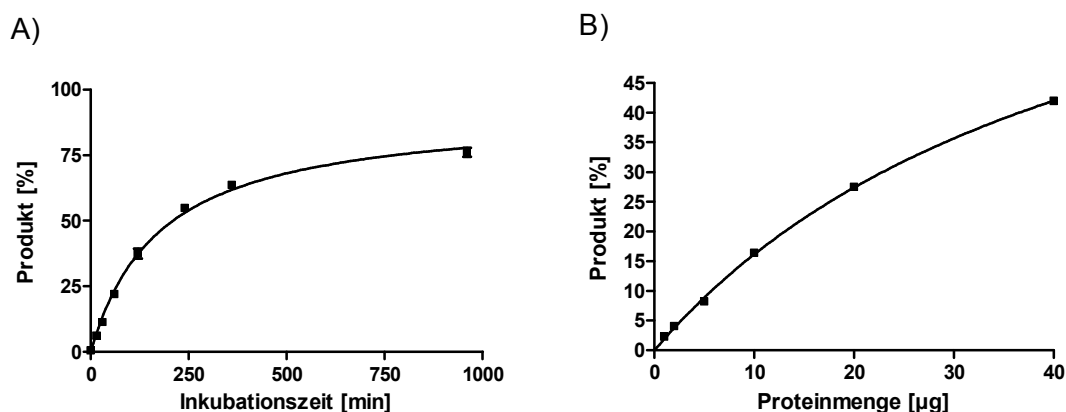 A)
Produkt [%]
100
75
50
25
0
0 250 500 750 1000
Inkubationszeit [min]
B)
Produkt [%]
45
40
35
30
25
20
15
10
5
0
0 10 20 30 40
Proteinmenge [µg]